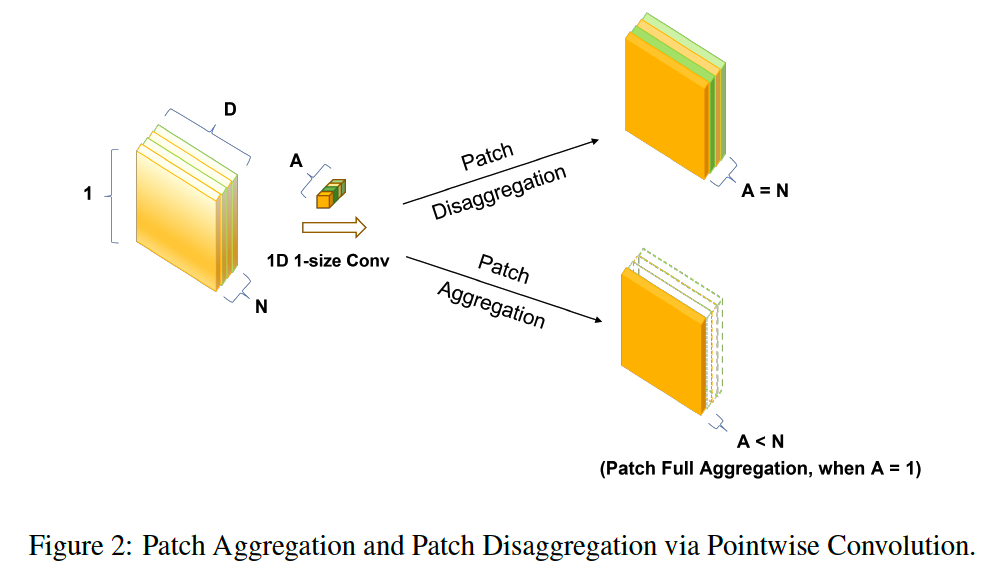 D
1
N
A
1D 1-size Conv
Patch
Disaggregation
A = N
Patch
Aggregation
A < N
(Patch Full Aggregation, when A = 1)
Figure 2: Patch Aggregation and Patch Disaggregation via Pointwise Convolution.